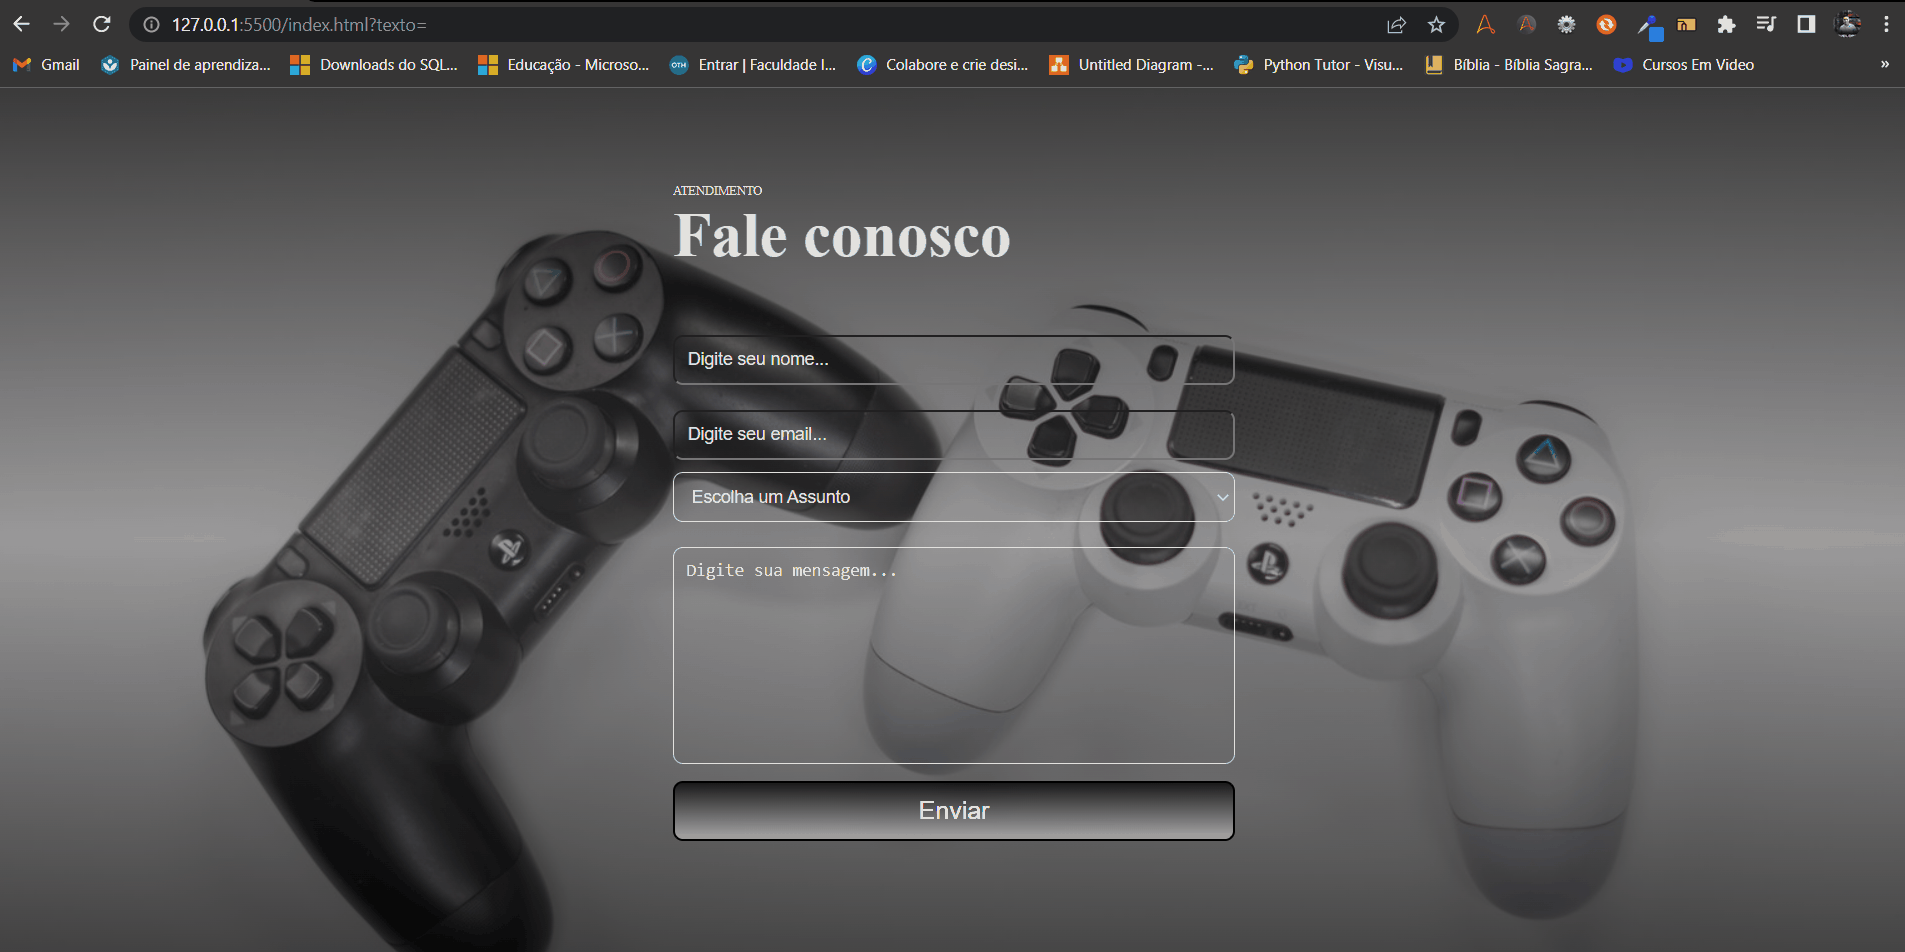 127.0.0.1:5500/index.html?texto=
Gmail
Painel de aprendiza...
Downloads do SQL...
Educação - Microso...
OTM
Entrar | Faculdade I...
Colabore e crie desi...
Untitled Diagram -...
Python Tutor - Visu...
Bíblia - Bíblia Sagra...
Cursos Em Video
»
ATENDIMENTO
Fale conosco
Digite seu nome...
Digite seu email...
Escolha um Assunto
Digite sua mensagem...
Enviar